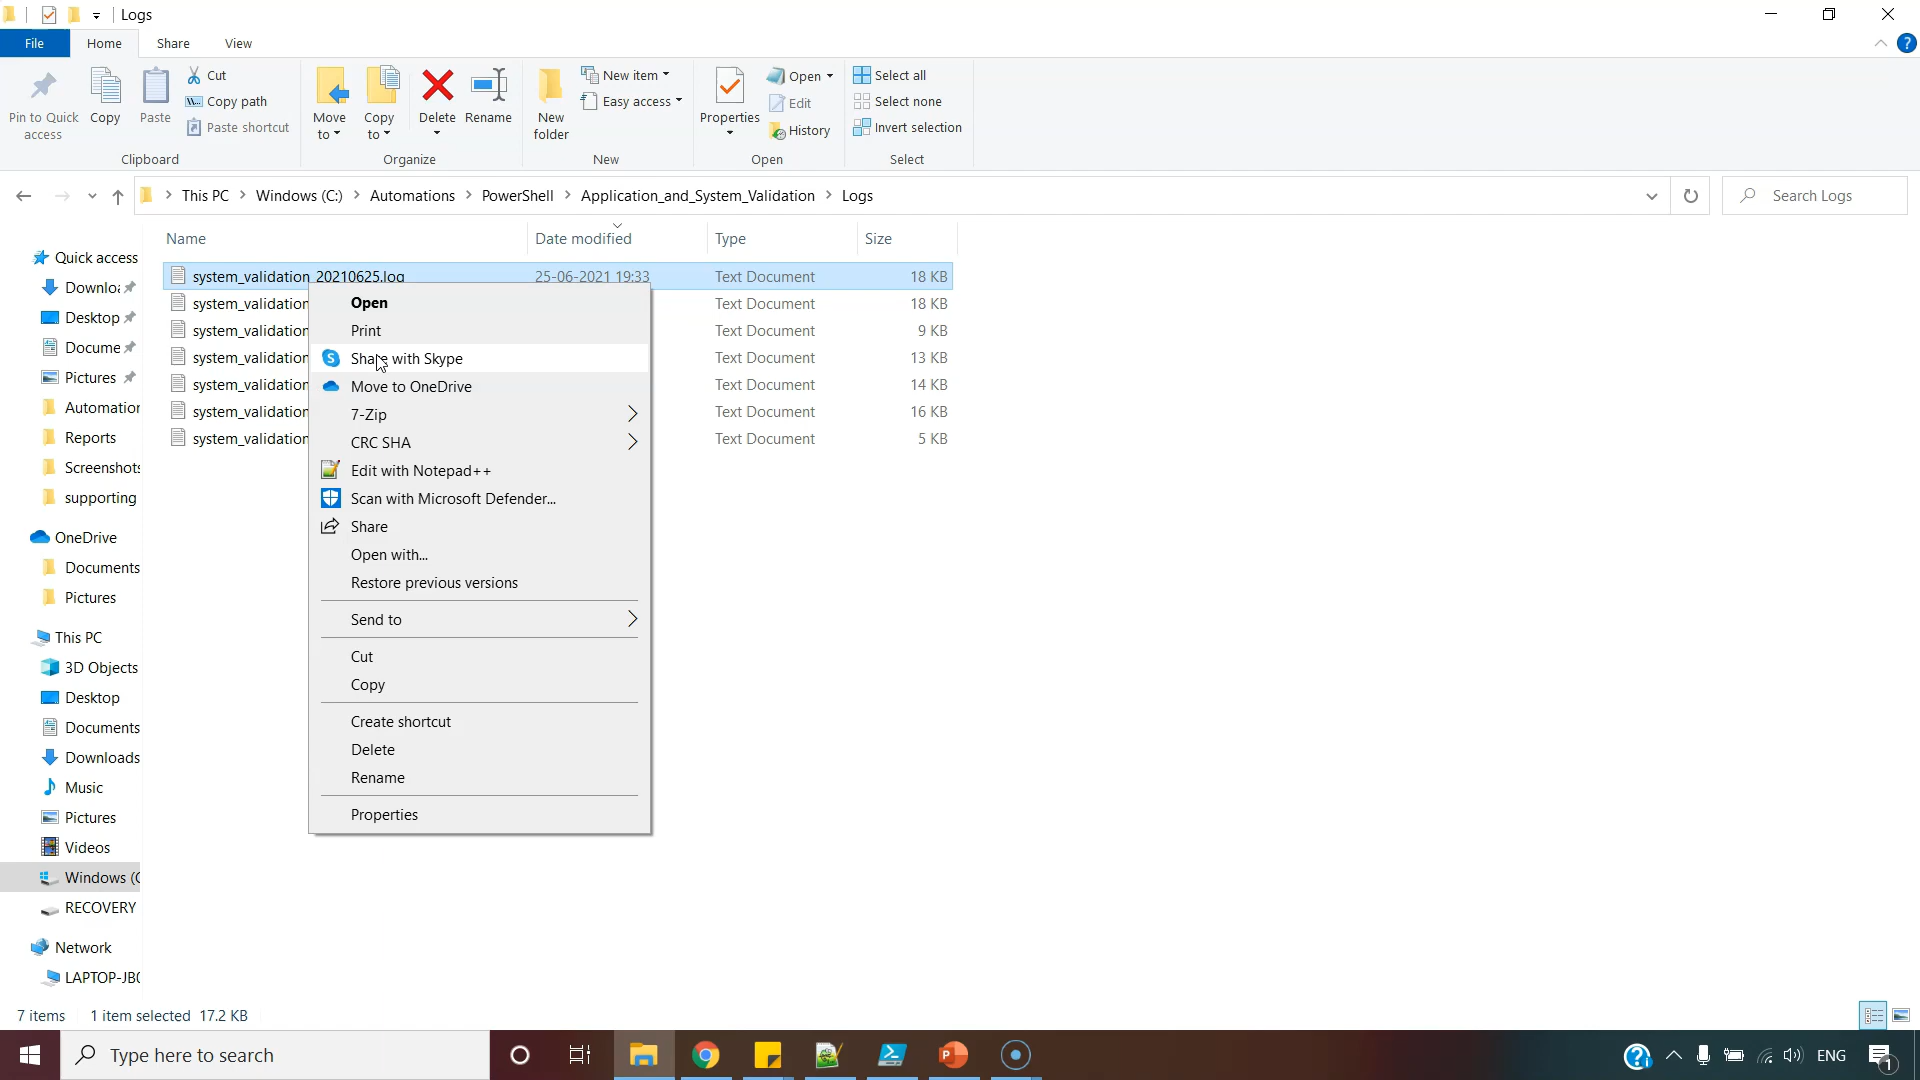 Logs
File Home Share View
Pin to Quick access
Copy
Paste
Cut
Copy path
Paste shortcut
Clipboard
Move to
Copy to
Delete
Rename
Organize
New folder
New item
Easy access
New
Properties
Open
Edit
History
Open
Select all
Select none
Invert selection
Select
This PC > Windows (C:) > Automations > PowerShell > Application_and_System_Validation > Logs
Search Logs
Name Date modified Type Size
system_validation_20210625.log 25-06-2021 19:33 Text Document 18 KB
system_validation Text Document 18 KB
system_validation Text Document 9 KB
system_validation Text Document 13 KB
system_validation Text Document 14 KB
system_validation Text Document 16 KB
system_validation Text Document 5 KB
Open
Print
Share with Skype
Move to OneDrive
7-Zip
CRC SHA
Edit with Notepad++
Scan with Microsoft Defender...
Share
Open with...
Restore previous versions
Send to
Cut
Copy
Create shortcut
Delete
Rename
Properties
Quick access
Downloa
Desktop
Docume
Pictures
Automation
Reports
Screenshots
supporting
OneDrive
Documents
Pictures
This PC
3D Objects
Desktop
Documents
Downloads
Music
Pictures
Videos
Windows (C
RECOVERY
Network
LAPTOP-JB0
7 items 1 item selected 17.2 KB
Type here to search
ENG
1